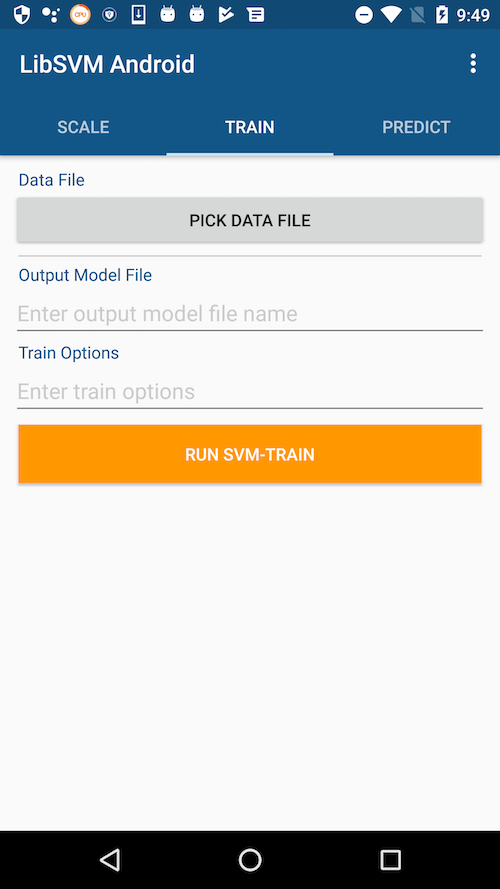 CPU
9:49
LibSVM Android
SCALE
TRAIN
PREDICT
Data File
PICK DATA FILE
Output Model File
Enter output model file name
Train Options
Enter train options
RUN SVM-TRAIN